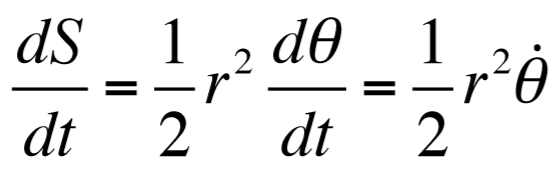 dS/dt = 1/2 r² dθ/dt = 1/2 r² θ̇